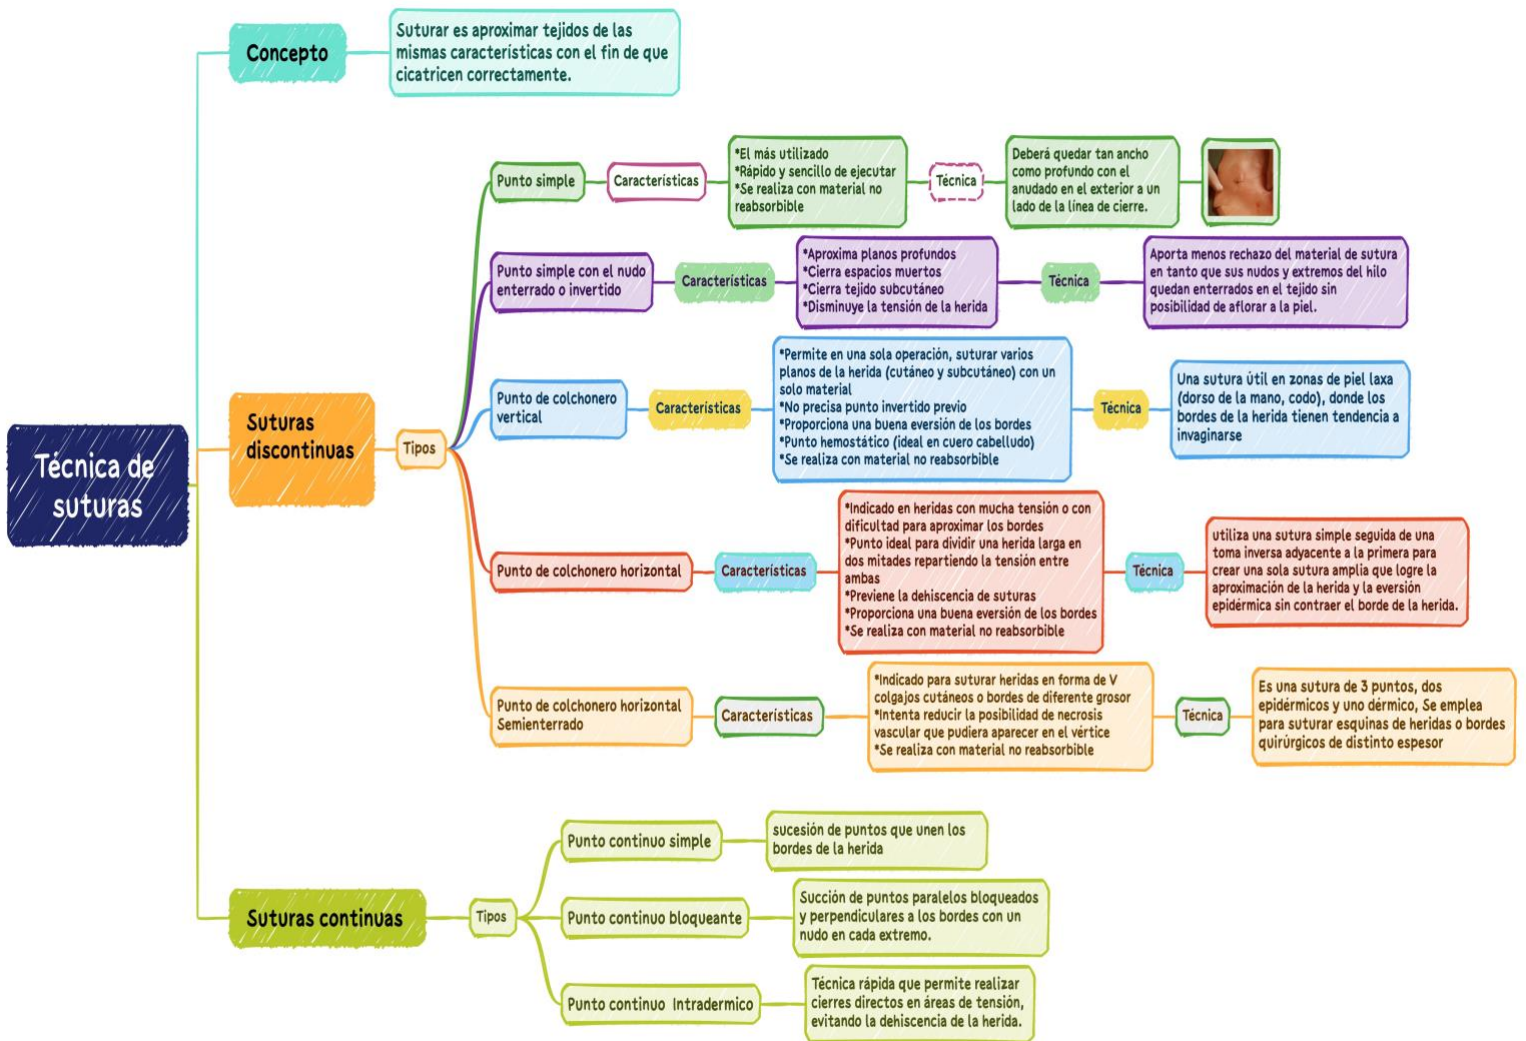 Técnica de
suturas
Concepto
Suturar es aproximar tejidos de las
mismas características con el fin de que
cicatricen correctamente.
Suturas
discontinuas
Tipos
Punto simple
Características
*El más utilizado
*Rápido y sencillo de ejecutar
*Se realiza con material no
reabsorbible
Técnica
Deberá quedar tan ancho
como profundo con el
anudado en el exterior a un
lado de la línea de cierre.
Punto simple con el nudo
enterrado o invertido
Características
*Aproxima planos profundos
*Cierra espacios muertos
*Cierra tejido subcutáneo
*Disminuye la tensión de la herida
Técnica
Aporta menos rechazo del material de sutura
en tanto que sus nudos y extremos del hilo
quedan enterrados en el tejido sin
posibilidad de aflorar a la piel.
Punto de colchonero
vertical
Características
*Permite en una sola operación, suturar varios
planos de la herida (cutáneo y subcutáneo) con un
solo material
*No precisa punto invertido previo
*Proporciona una buena eversión de los bordes
*Punto hemostático (ideal en cuero cabelludo)
*Se realiza con material no reabsorbible
Técnica
Una sutura útil en zonas de piel laxa
(dorso de la mano, codo), donde los
bordes de la herida tienen tendencia a
invaginarse
Punto de colchonero horizontal
Características
*Indicado en heridas con mucha tensión o con
dificultad para aproximar los bordes
*Punto ideal para dividir una herida larga en
dos mitades repartiendo la tensión entre
ambas
*Previene la dehiscencia de suturas
*Proporciona una buena eversión de los bordes
*Se realiza con material no reabsorbible
Técnica
utiliza una sutura simple seguida de una
toma inversa adyacente a la primera para
crear una sola sutura amplia que logre la
aproximación de la herida y la eversión
epidérmica sin contraer el borde de la herida.
Punto de colchonero horizontal
Semienterrado
Características
*Indicado para suturar heridas en forma de V
colgajos cutáneos o bordes de diferente grosor
*Intenta reducir la posibilidad de necrosis
vascular que pudiera aparecer en el vértice
*Se realiza con material no reabsorbible
Técnica
Es una sutura de 3 puntos, dos
epidérmicos y uno dérmico, Se emplea
para suturar esquinas de heridas o bordes
quirúrgicos de distinto espesor
Suturas continuas
Tipos
Punto continuo simple
sucesión de puntos que unen los
bordes de la herida
Punto continuo bloqueante
Succión de puntos paralelos bloqueados
y perpendiculares a los bordes con un
nudo en cada extremo.
Punto continuo Intradermico
Técnica rápida que permite realizar
cierres directos en áreas de tensión,
evitando la dehiscencia de la herida.